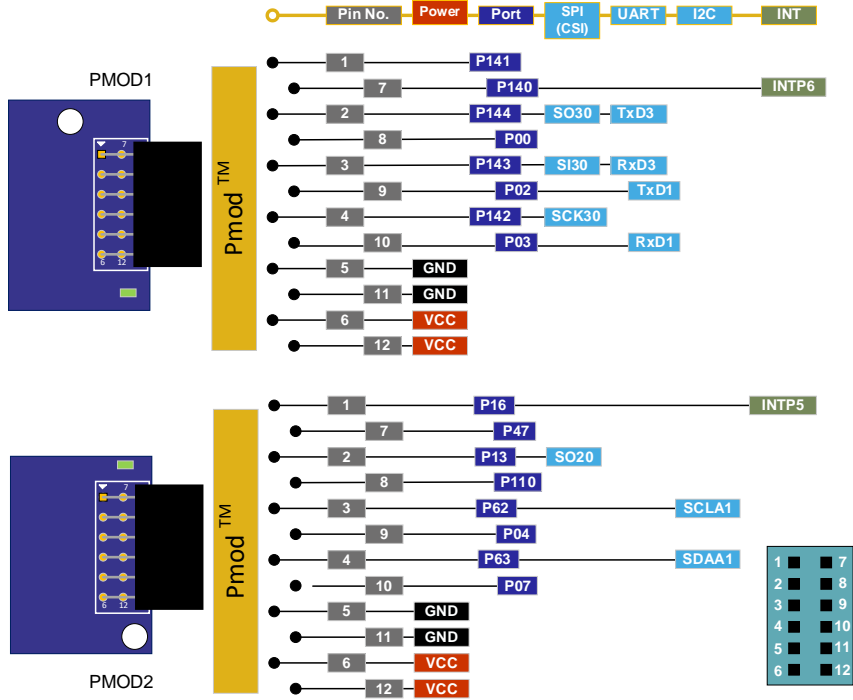 Pin No. Power Port SPI (CSI) UART I2C INT
PMOD1
7
6 12
Pmod™
1 P141
7 P140 INTP6
2 P144 SO30 TxD3
8 P00
3 P143 SI30 RxD3
9 P02 TxD1
4 P142 SCK30
10 P03 RxD1
5 GND
11 GND
6 VCC
12 VCC
7
6 12
PMOD2
Pmod™
1 P16 INTP5
7 P47
2 P13 SO20
8 P110
3 P62 SCLA1
9 P04
4 P63 SDAA1
10 P07
5 GND
11 GND
6 VCC
12 VCC
1 7
2 8
3 9
4 10
5 11
6 12